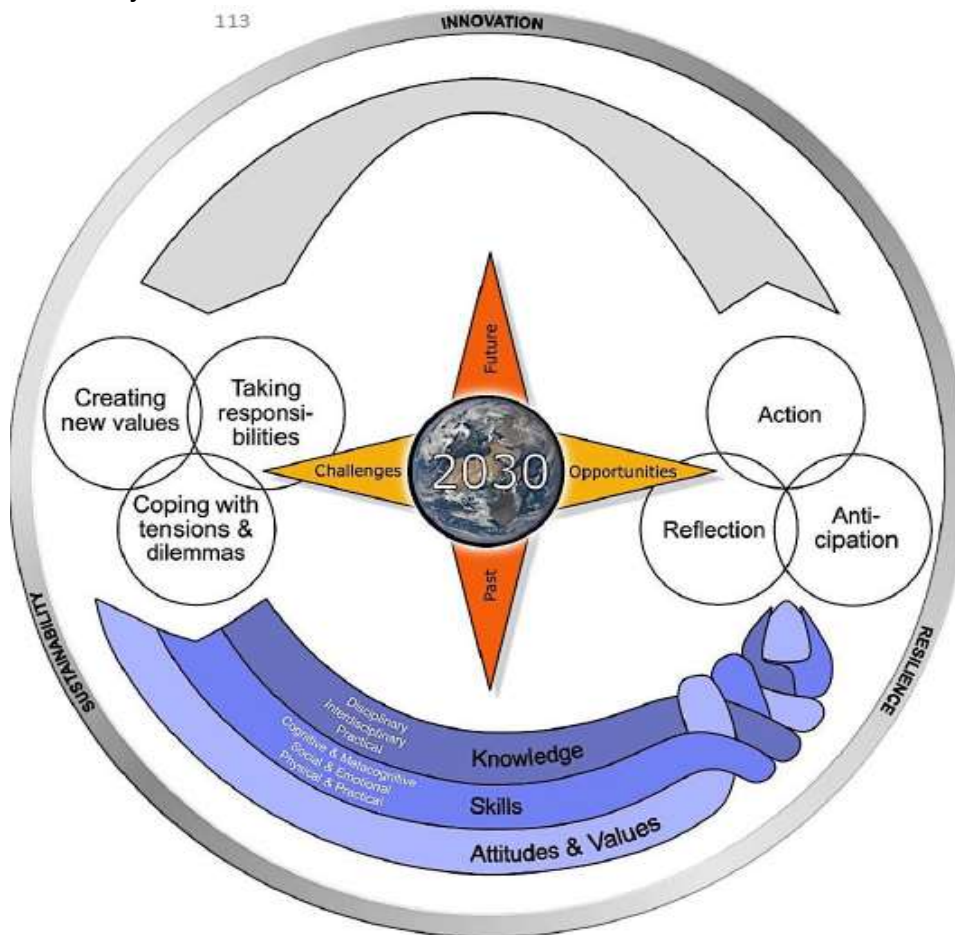 113
INNOVATION
Future
Creating
new values
Taking
responsi-
bilities
Action
Challenges
2030
Opportunities
Coping with
tensions &
dilemmas
Reflection
Anti-
cipation
Past
SUSTAINABILITY
RESILIENCE
Disciplinary
Interdisciplinary
Practical
Knowledge
Cognitive & Metacognitive
Social & Emotional
Physical & Practical
Skills
Attitudes & Values